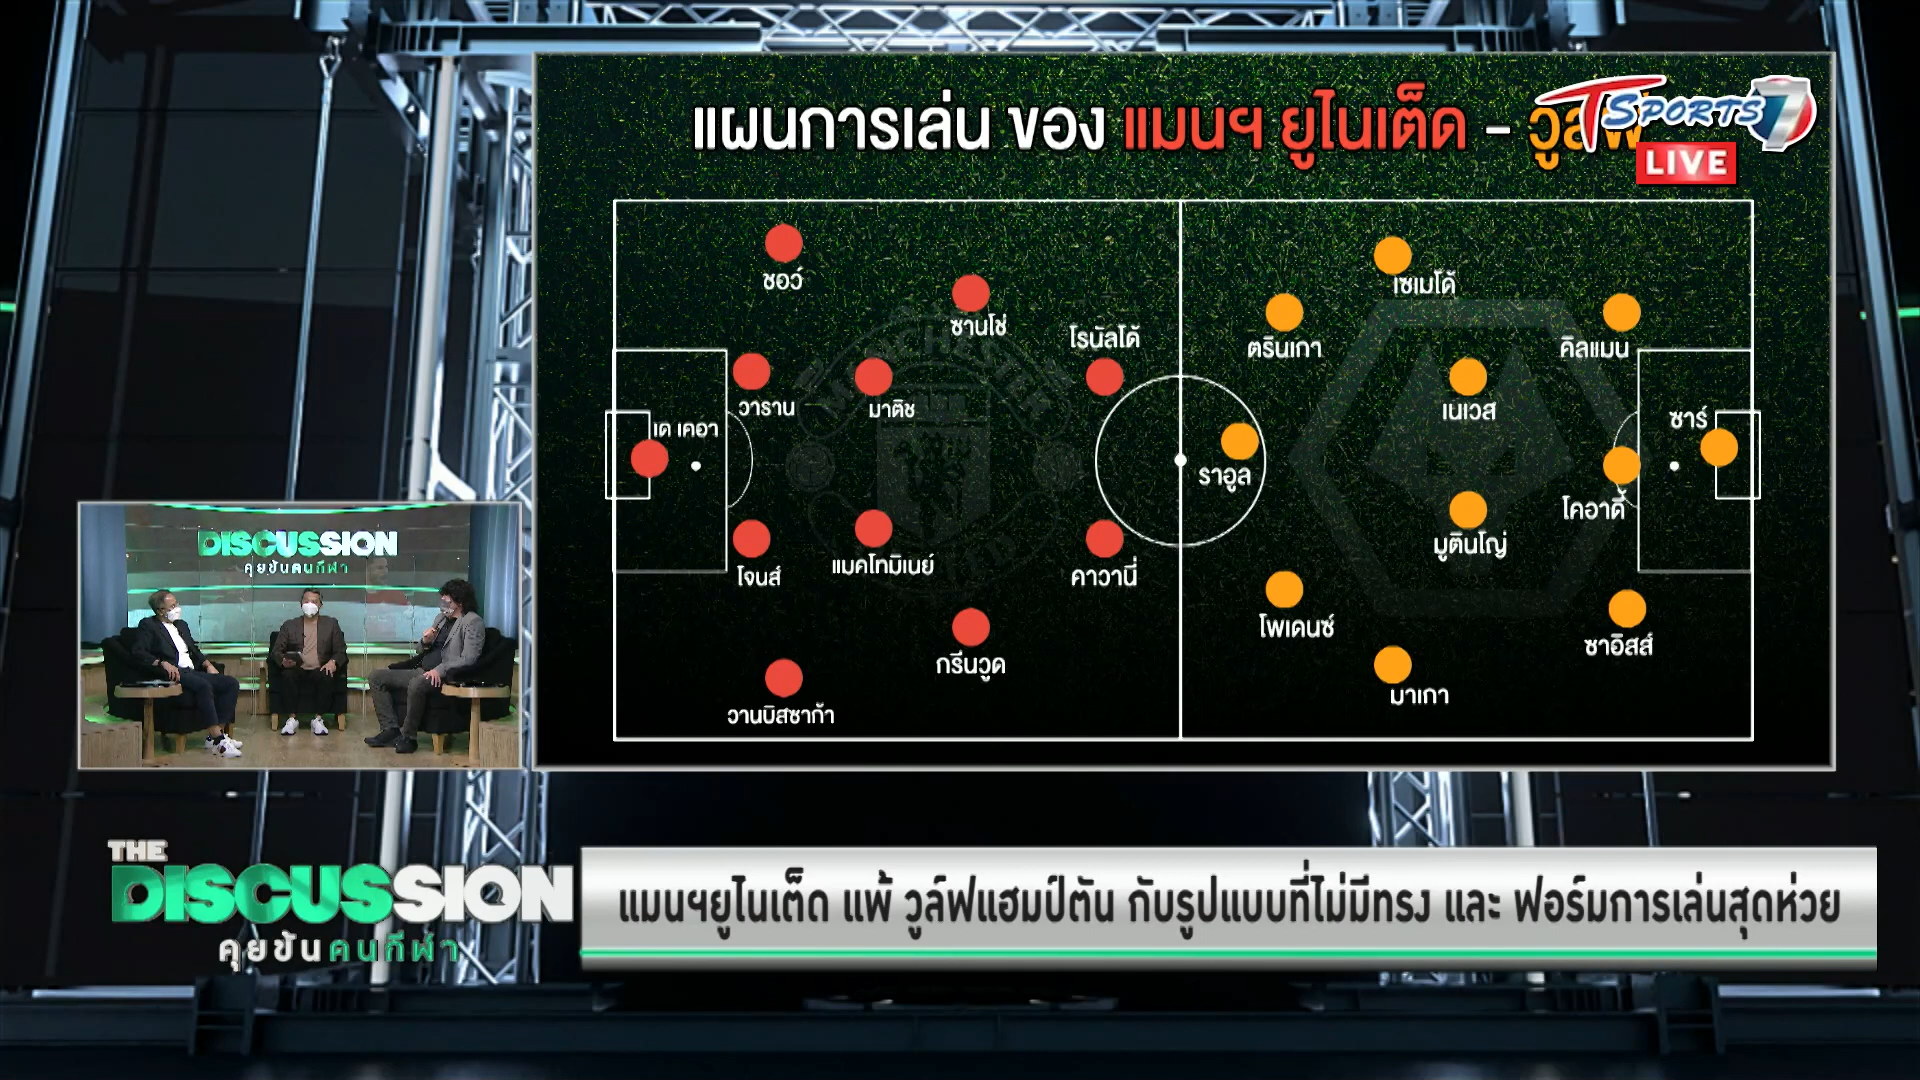 แผนการเล่น ของ แมนฯ ยูไนเต็ด -
TSPORTS 7
LIVE
ชอว์
ซานโช่
โรนัลโด้
วาราน
มาติช
เด เคอา
โจนส์
แมคโทมิเนย์
คาวานี่
กรีนวูด
วานบิสซาก้า
เซเมโด้
ตรินเกา
คิลแมน
เนเวส
ซาร์
ราอูล
โคอาดี้
มูตินโญ่
โพเดนซ์
ซาอิสส์
มาเกา
DISCUSSION
คุยขันคนกีฬา
THE
DISCUSSION
คุยขันคนกีฬา
แมนฯยูไนเต็ด แพ้ วูล์ฟแฮมป์ตัน กับรูปแบบที่ไม่มีทรง และ ฟอร์มการเล่นสุดห่วย